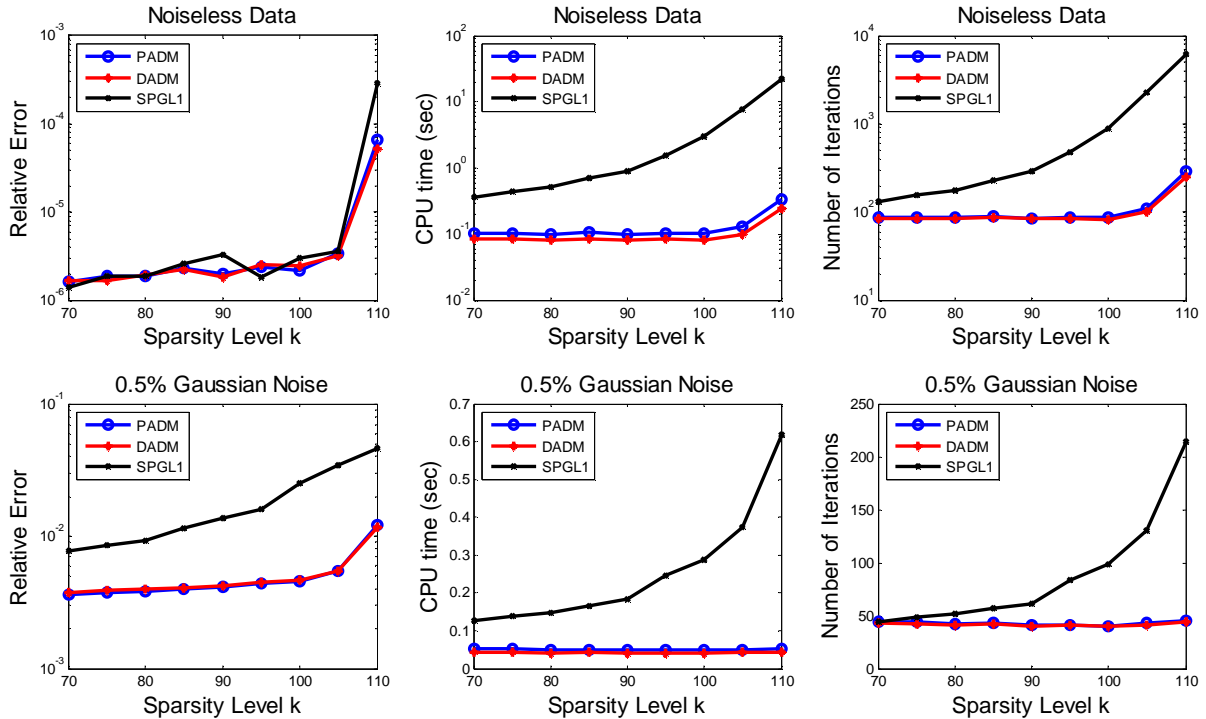 Noiseless Data
Relative Error
10^-3
10^-4
10^-5
10^-6
PADM
DADM
SPGL1
70 80 90 100 110
Sparsity Level k
Noiseless Data
CPU time (sec)
10^2
10^1
10^0
10^-1
10^-2
PADM
DADM
SPGL1
70 80 90 100 110
Sparsity Level k
Noiseless Data
Number of Iterations
10^4
10^3
10^2
10^1
PADM
DADM
SPGL1
70 80 90 100 110
Sparsity Level k
0.5% Gaussian Noise
Relative Error
10^-1
10^-2
10^-3
PADM
DADM
SPGL1
70 80 90 100 110
Sparsity Level k
0.5% Gaussian Noise
CPU time (sec)
0.7
0.6
0.5
0.4
0.3
0.2
0.1
0
PADM
DADM
SPGL1
70 80 90 100 110
Sparsity Level k
0.5% Gaussian Noise
Number of Iterations
250
200
150
100
50
0
PADM
DADM
SPGL1
70 80 90 100 110
Sparsity Level k